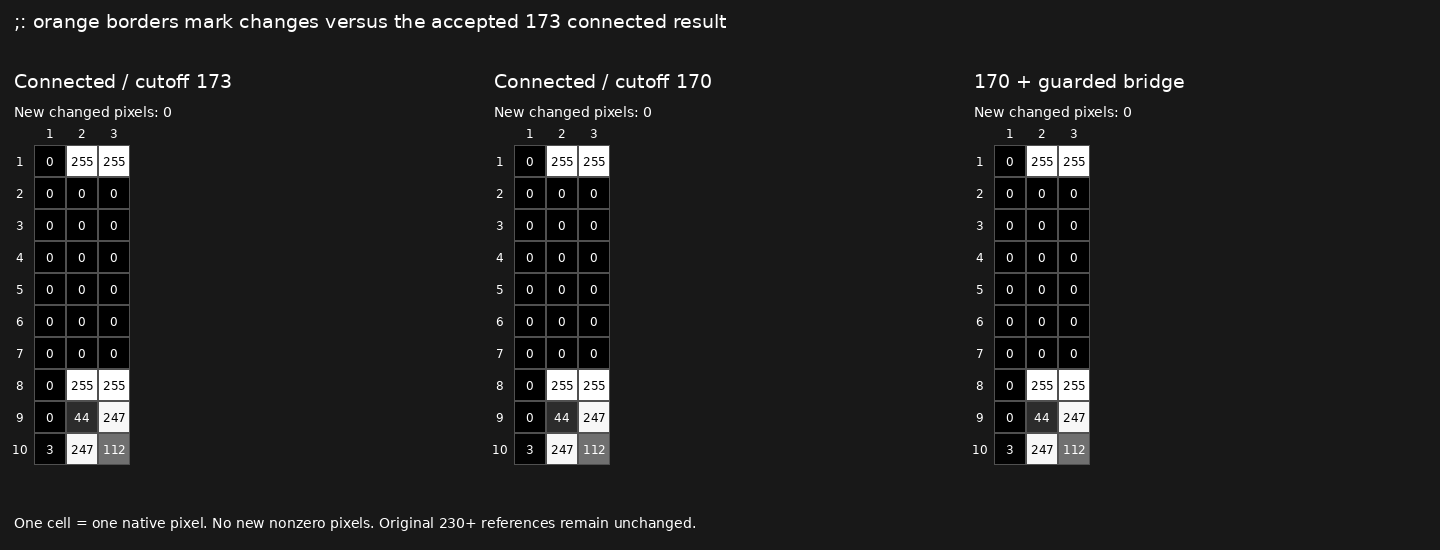 ;: orange borders mark changes versus the accepted 173 connected result
Connected / cutoff 173
New changed pixels: 0
1 2 3
1 0 255 255
2 0 0 0
3 0 0 0
4 0 0 0
5 0 0 0
6 0 0 0
7 0 0 0
8 0 255 255
9 0 44 247
10 3 247 112
Connected / cutoff 170
New changed pixels: 0
1 2 3
1 0 255 255
2 0 0 0
3 0 0 0
4 0 0 0
5 0 0 0
6 0 0 0
7 0 0 0
8 0 255 255
9 0 44 247
10 3 247 112
170 + guarded bridge
New changed pixels: 0
1 2 3
1 0 255 255
2 0 0 0
3 0 0 0
4 0 0 0
5 0 0 0
6 0 0 0
7 0 0 0
8 0 255 255
9 0 44 247
10 3 247 112
One cell = one native pixel. No new nonzero pixels. Original 230+ references remain unchanged.